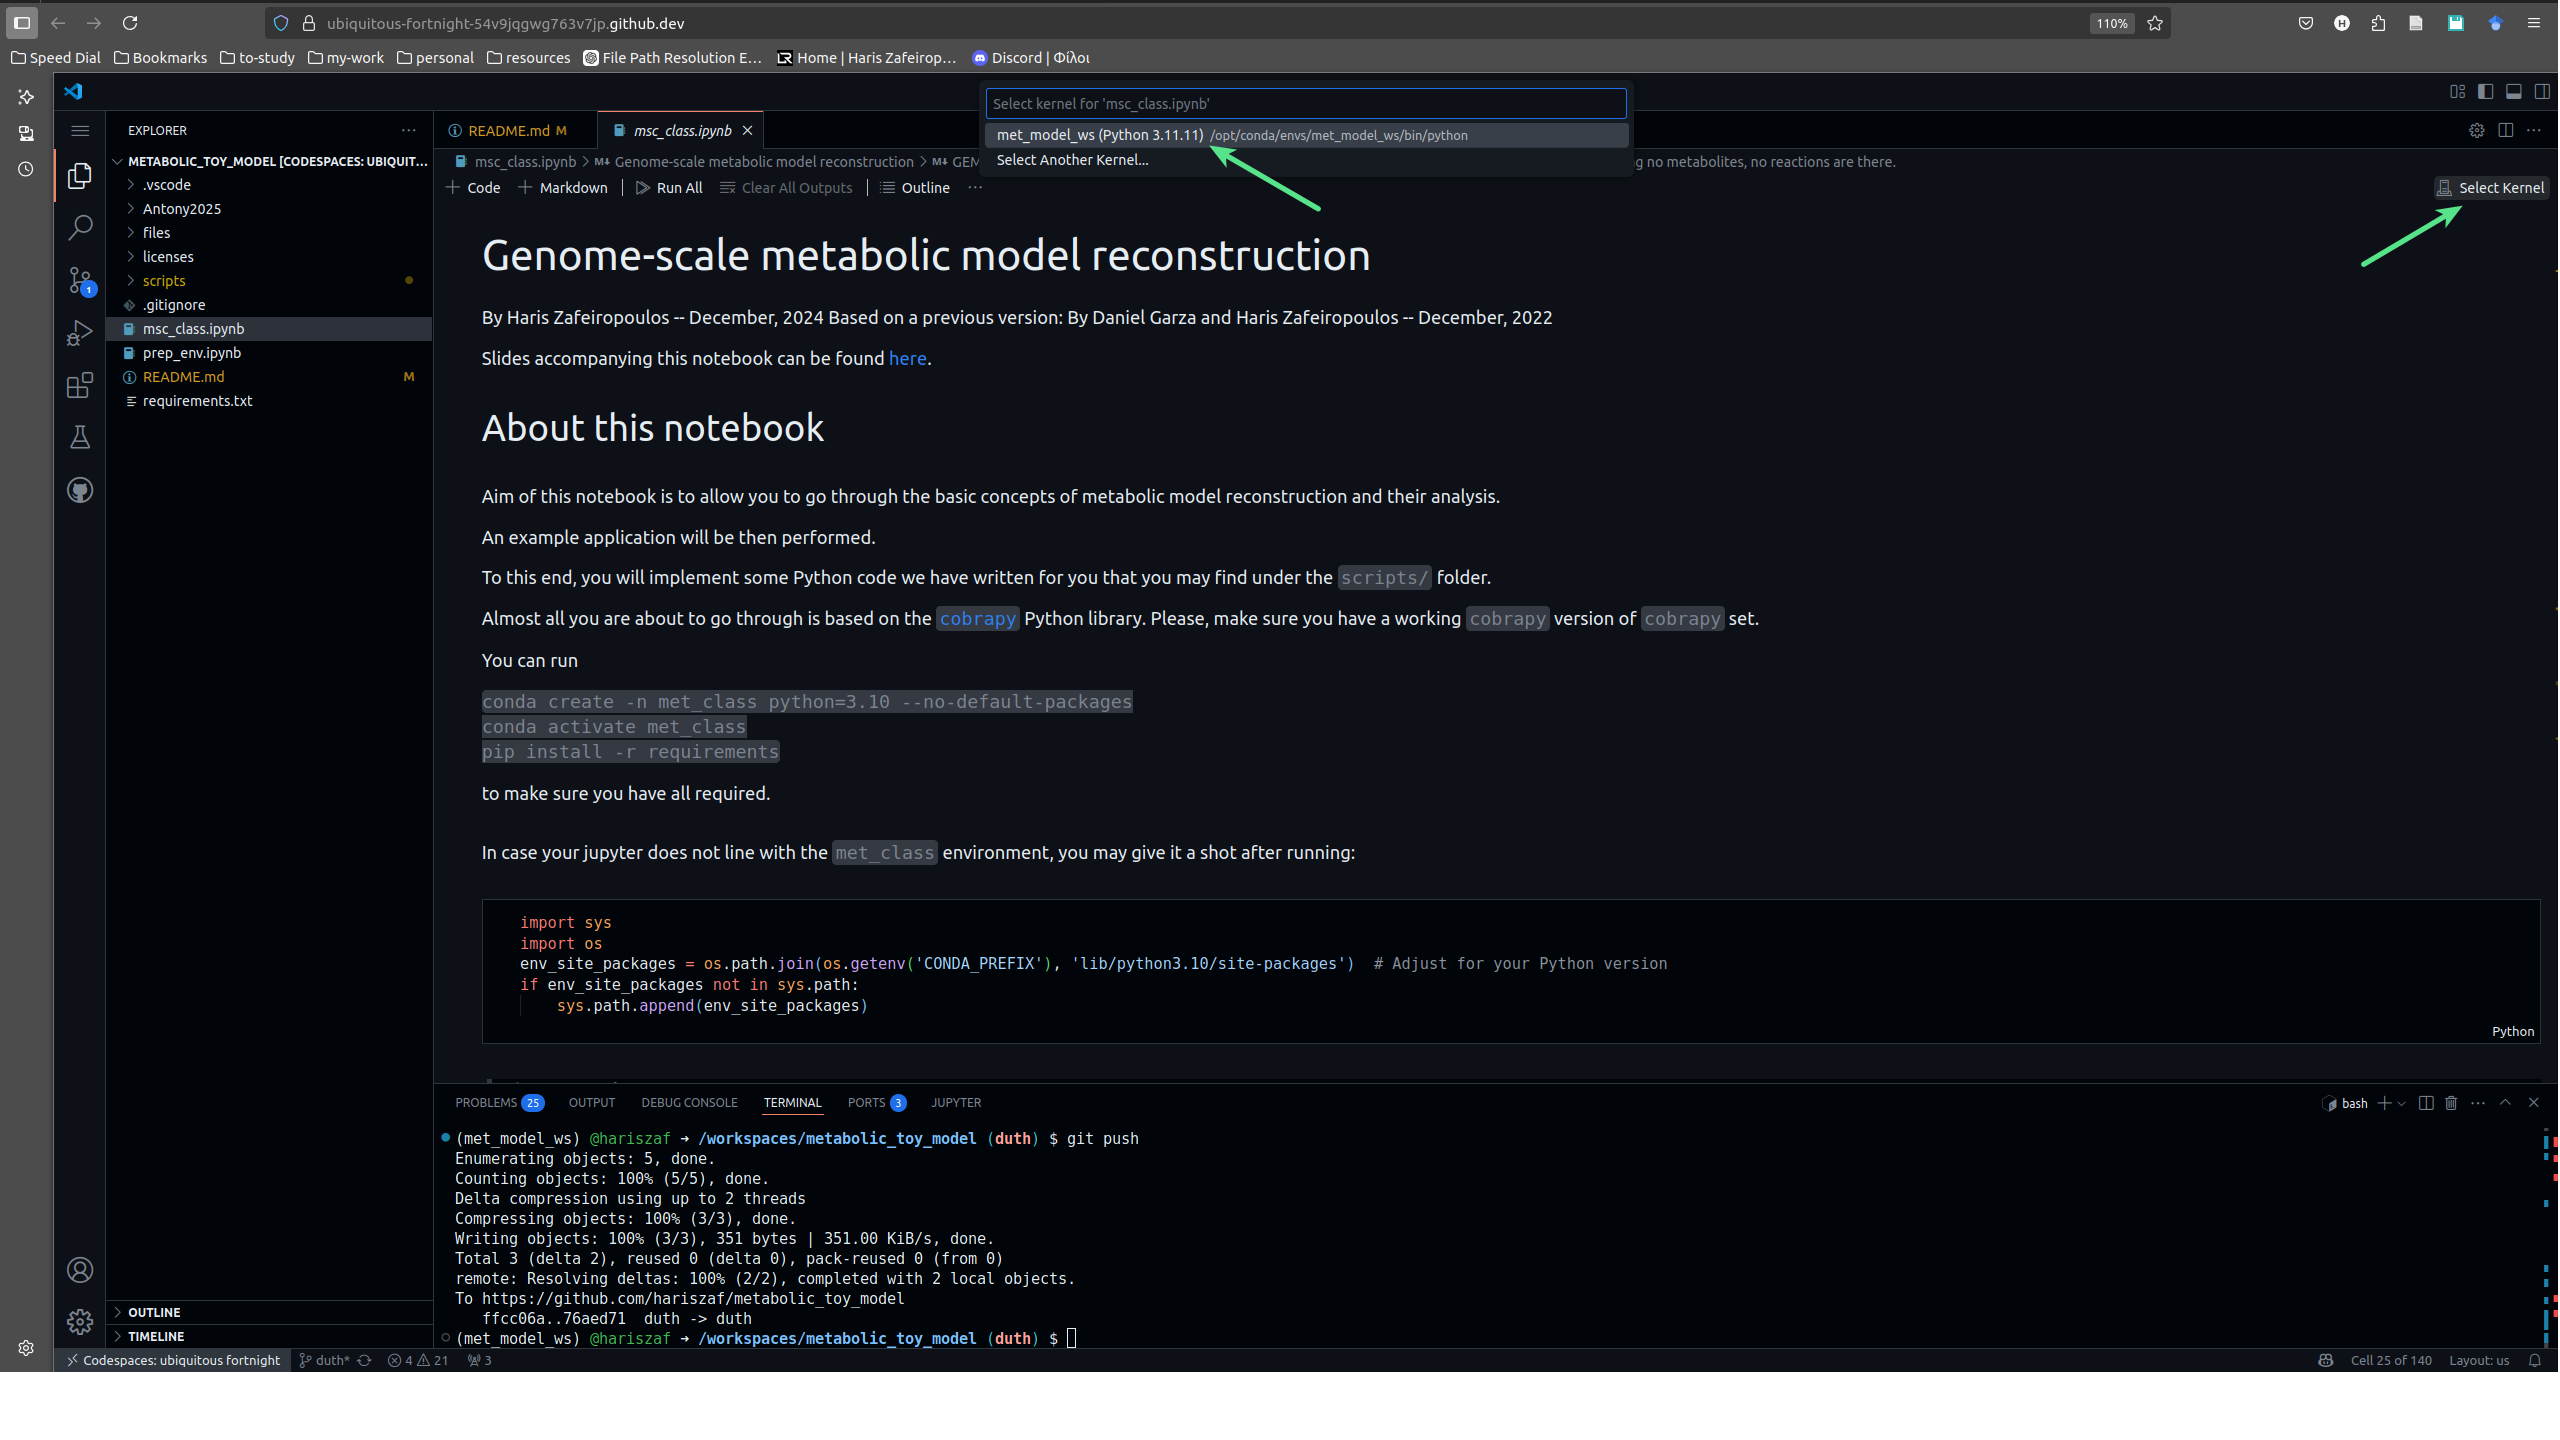 ubiquitous-fortnight-54v9jqgwg763v7jp.github.dev
110%
Speed Dial Bookmarks to-study my-work personal resources File Path Resolution E… Home | Haris Zafeirop… Discord | Φίλοι
Select kernel for 'msc_class.ipynb'
met_model_ws (Python 3.11.11) /opt/conda/envs/met_model_ws/bin/python
Select Another Kernel...
EXPLORER
README.md M msc_class.ipynb
METABOLIC_TOY_MODEL [CODESPACES: UBIQUIT...
.vscode
Antony2025
files
licenses
scripts
.gitignore
msc_class.ipynb
prep_env.ipynb
README.md M
requirements.txt
1
OUTLINE
TIMELINE
msc_class.ipynb > M Genome-scale metabolic model reconstruction > M GEM g no metabolites, no reactions are there.
Code Markdown Run All Clear All Outputs Outline ...
Select Kernel
Genome-scale metabolic model reconstruction
By Haris Zafeiropoulos -- December, 2024 Based on a previous version: By Daniel Garza and Haris Zafeiropoulos -- December, 2022
Slides accompanying this notebook can be found here.
About this notebook
Aim of this notebook is to allow you to go through the basic concepts of metabolic model reconstruction and their analysis.
An example application will be then performed.
To this end, you will implement some Python code we have written for you that you may find under the scripts/ folder.
Almost all you are about to go through is based on the cobrapy Python library. Please, make sure you have a working cobrapy version of cobrapy set.
You can run
conda create -n met_class python=3.10 --no-default-packages
conda activate met_class
pip install -r requirements
to make sure you have all required.
In case your jupyter does not line with the met_class environment, you may give it a shot after running:
import sys
import os
env_site_packages = os.path.join(os.getenv('CONDA_PREFIX'), 'lib/python3.10/site-packages')  # Adjust for your Python version
if env_site_packages not in sys.path:
    sys.path.append(env_site_packages)
Python
PROBLEMS 25 OUTPUT DEBUG CONSOLE TERMINAL PORTS 3 JUPYTER
bash
(met_model_ws) @hariszaf ➜ /workspaces/metabolic_toy_model (duth) $ git push
Enumerating objects: 5, done.
Counting objects: 100% (5/5), done.
Delta compression using up to 2 threads
Compressing objects: 100% (3/3), done.
Writing objects: 100% (3/3), 351 bytes | 351.00 KiB/s, done.
Total 3 (delta 2), reused 0 (delta 0), pack-reused 0 (from 0)
remote: Resolving deltas: 100% (2/2), completed with 2 local objects.
To https://github.com/hariszaf/metabolic_toy_model
   ffcc06a..76aed71  duth -> duth
(met_model_ws) @hariszaf ➜ /workspaces/metabolic_toy_model (duth) $
Codespaces: ubiquitous fortnight duth* 4 21 3
Cell 25 of 140 Layout: us